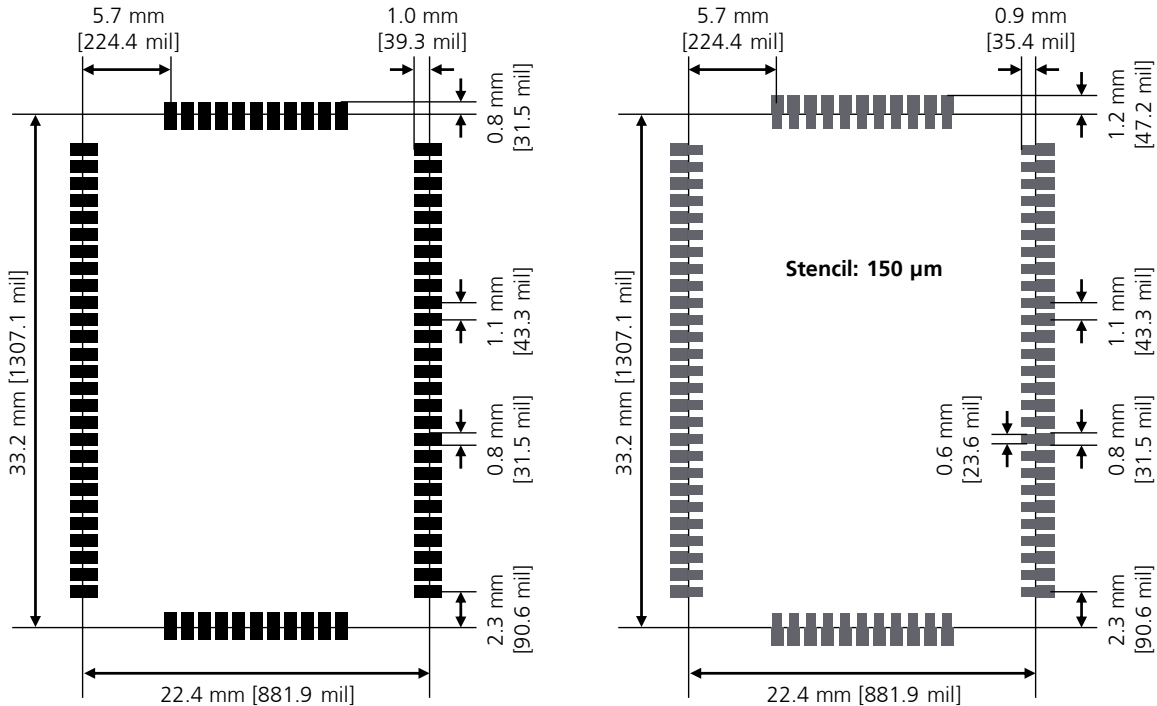 5.7 mm
[224.4 mil]
1.0 mm
[39.3 mil]
0.8 mm
[31.5 mil]
33.2 mm [1307.1 mil]
1.1 mm
[43.3 mil]
0.8 mm
[31.5 mil]
2.3 mm
[90.6 mil]
22.4 mm [881.9 mil]
5.7 mm
[224.4 mil]
0.9 mm
[35.4 mil]
1.2 mm
[47.2 mil]
Stencil: 150 µm
33.2 mm [1307.1 mil]
1.1 mm
[43.3 mil]
0.6 mm
[23.6 mil]
0.8 mm
[31.5 mil]
2.3 mm
[90.6 mil]
22.4 mm [881.9 mil]